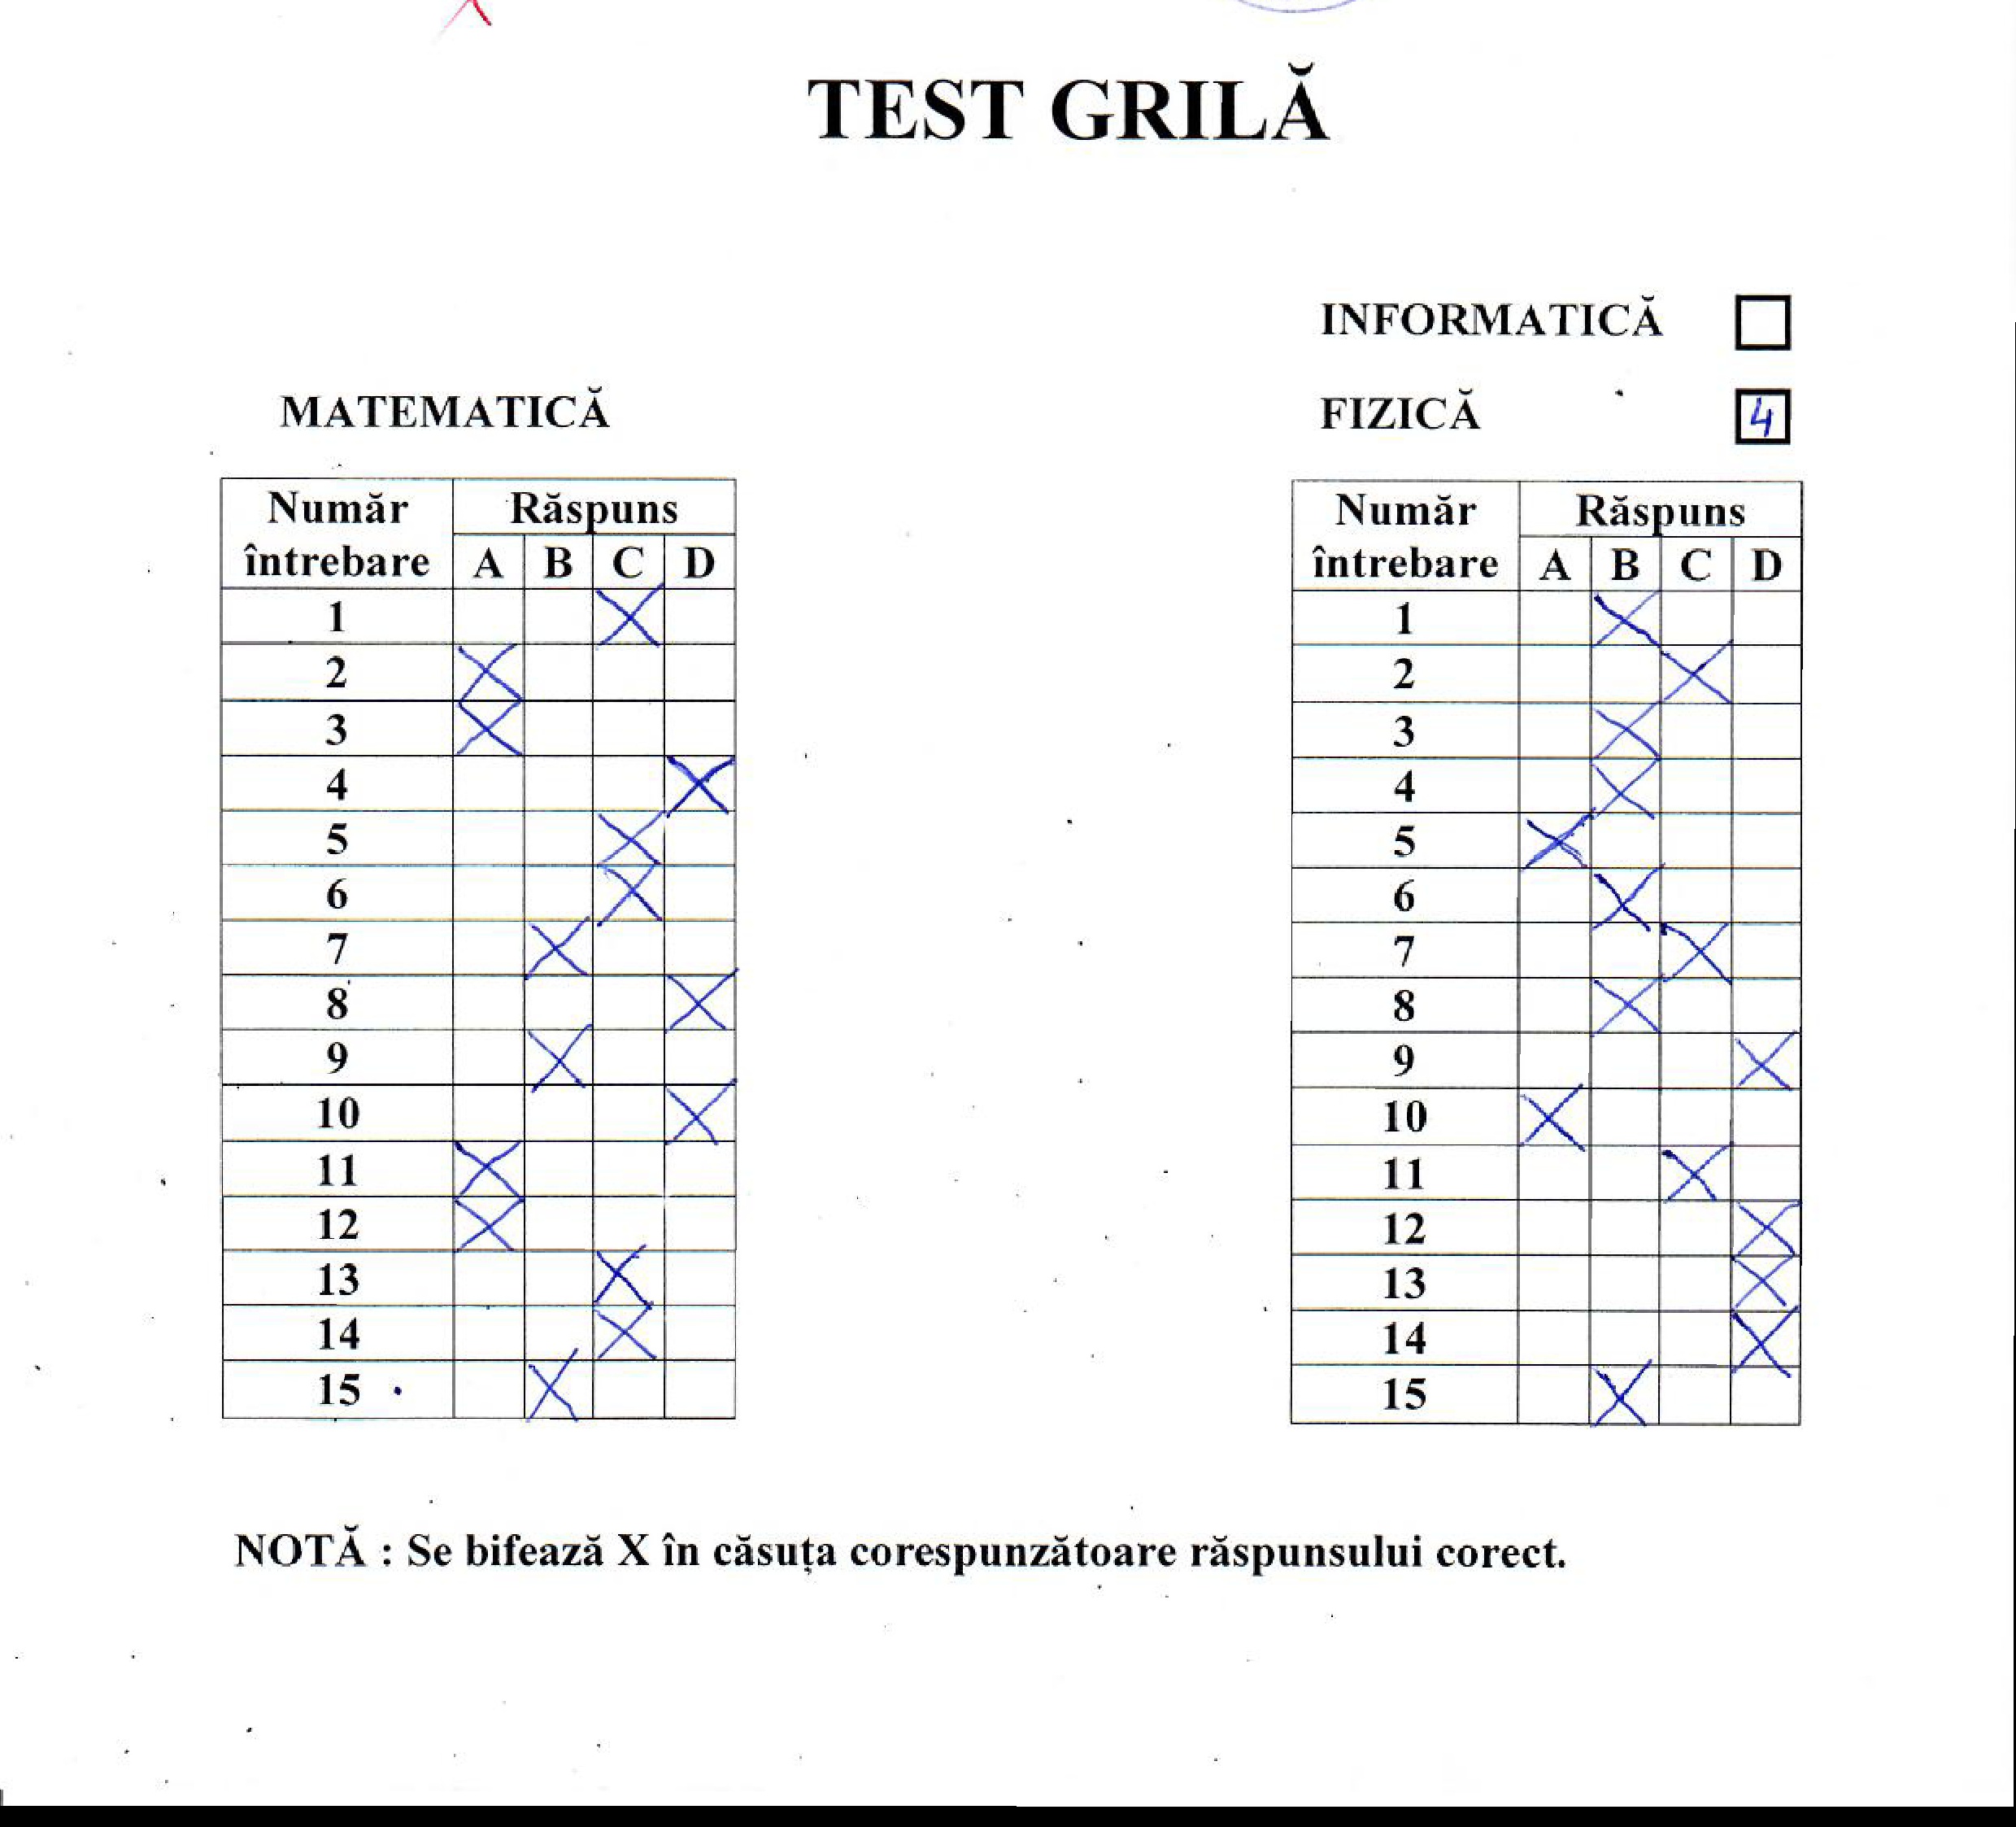 TEST GRILĂ
INFORMATICĂ
MATEMATICĂ
FIZICĂ 4
Număr întrebare Răspuns
A B C D
1 X
2 X
3 X
4 X
5 X
6 X
7 X
8 X
9 X
10 X
11 X
12 X
13 X
14 X
15 X
Număr întrebare Răspuns
A B C D
1 X
2 X
3 X
4 X
5 X
6 X
7 X
8 X
9 X
10 X
11 X
12 X
13 X
14 X
15 X
NOTĂ : Se bifează X în căsuța corespunzătoare răspunsului corect.